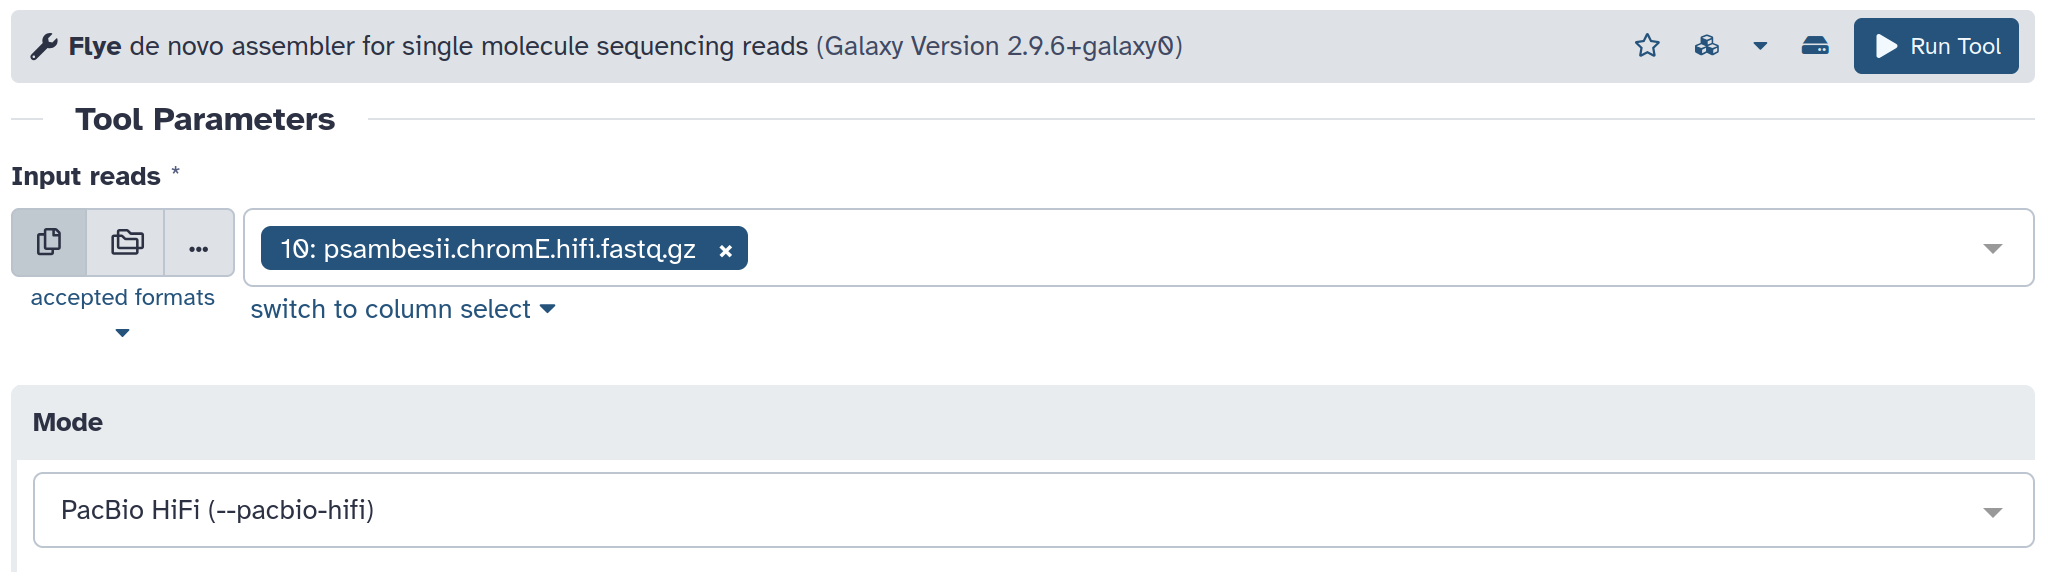 Flye de novo assembler for single molecule sequencing reads (Galaxy Version 2.9.6+galaxy0)
Run Tool
Tool Parameters
Input reads *
...
10: psambesii.chromE.hifi.fastq.gz ×
accepted formats
switch to column select
Mode
PacBio HiFi (--pacbio-hifi)